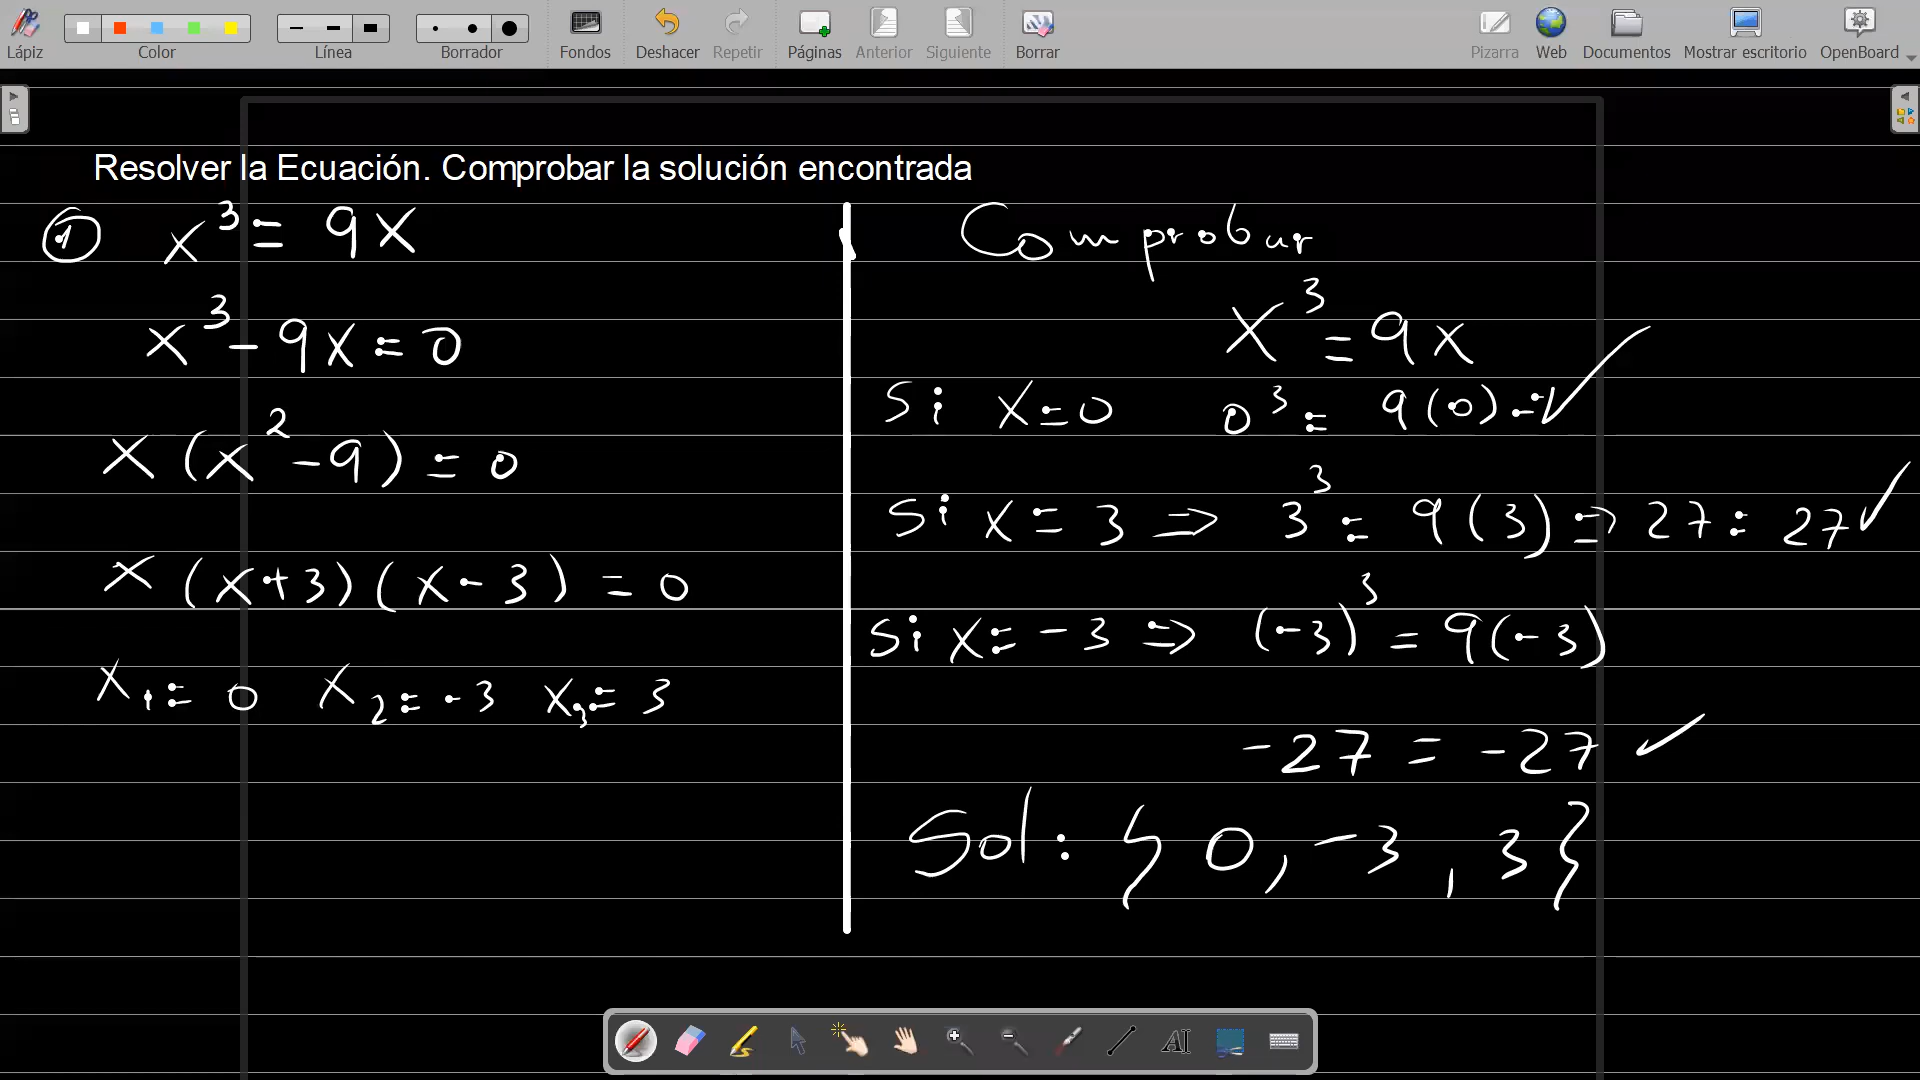 Lápiz Color Línea Borrador Fondos Deshacer Repetir Páginas Anterior Siguiente Borrar Pizarra Web Documentos Mostrar escritorio OpenBoard
Resolver la Ecuación. Comprobar la solución encontrada
① x³ = 9x
x³ - 9x = 0
x (x² - 9) = 0
x (x+3) (x-3) = 0
x₁ = 0 x₂ = -3 x₃ = 3
Comprobar
x³ = 9x
Si x = 0 0³ = 9(0) = ✓
Si x = 3 ⇒ 3³ = 9(3) ⇒ 27 = 27 ✓
Si x = -3 ⇒ (-3)³ = 9(-3)
-27 = -27 ✓
Sol: { 0, -3, 3 }
AI